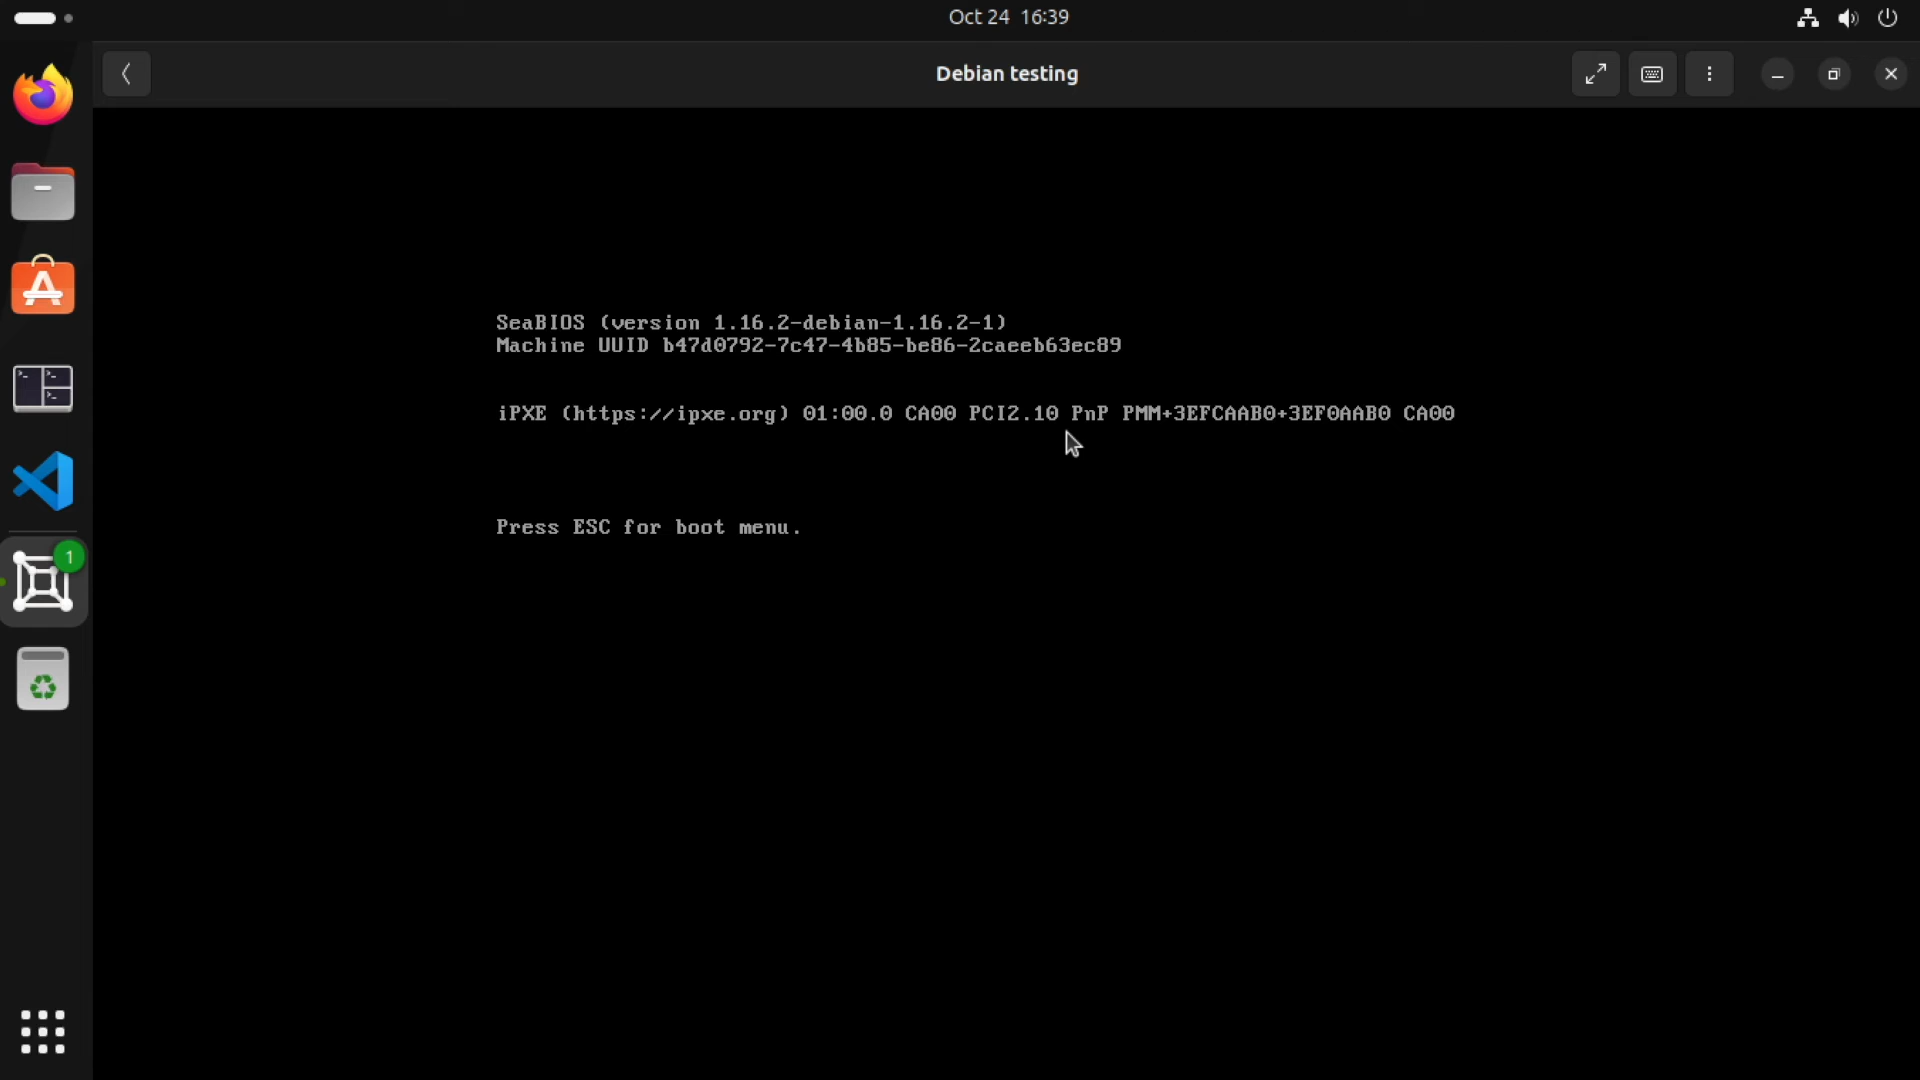 Oct 24 16:39
Debian testing
SeaBIOS (version 1.16.2-debian-1.16.2-1)
Machine UUID b47d0792-7c47-4b85-be86-2caeeb63ec89
iPXE (https://ipxe.org) 01:00.0 CA00 PCI2.10 PnP PMM+3EFCAAB0+3EF0AAB0 CA00
Press ESC for boot menu.
1